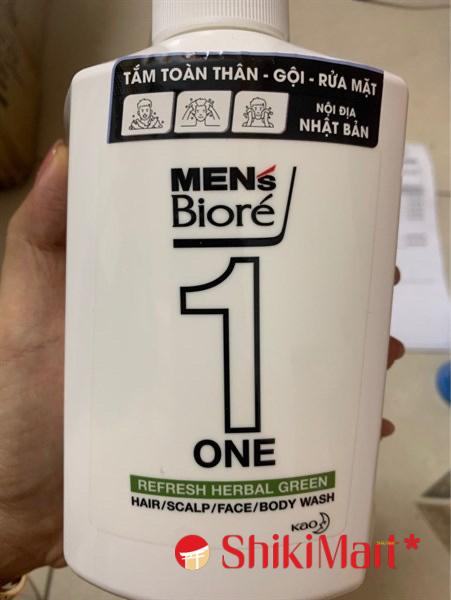 TẮM TOÀN THÂN - GỘI - RỬA MẶT
NỘI ĐỊA
NHẬT BẢN
MEN's
Bioré
1
ONE
REFRESH HERBAL GREEN
HAIR/SCALP/FACE/BODY WASH
Kao
ShikiMart*